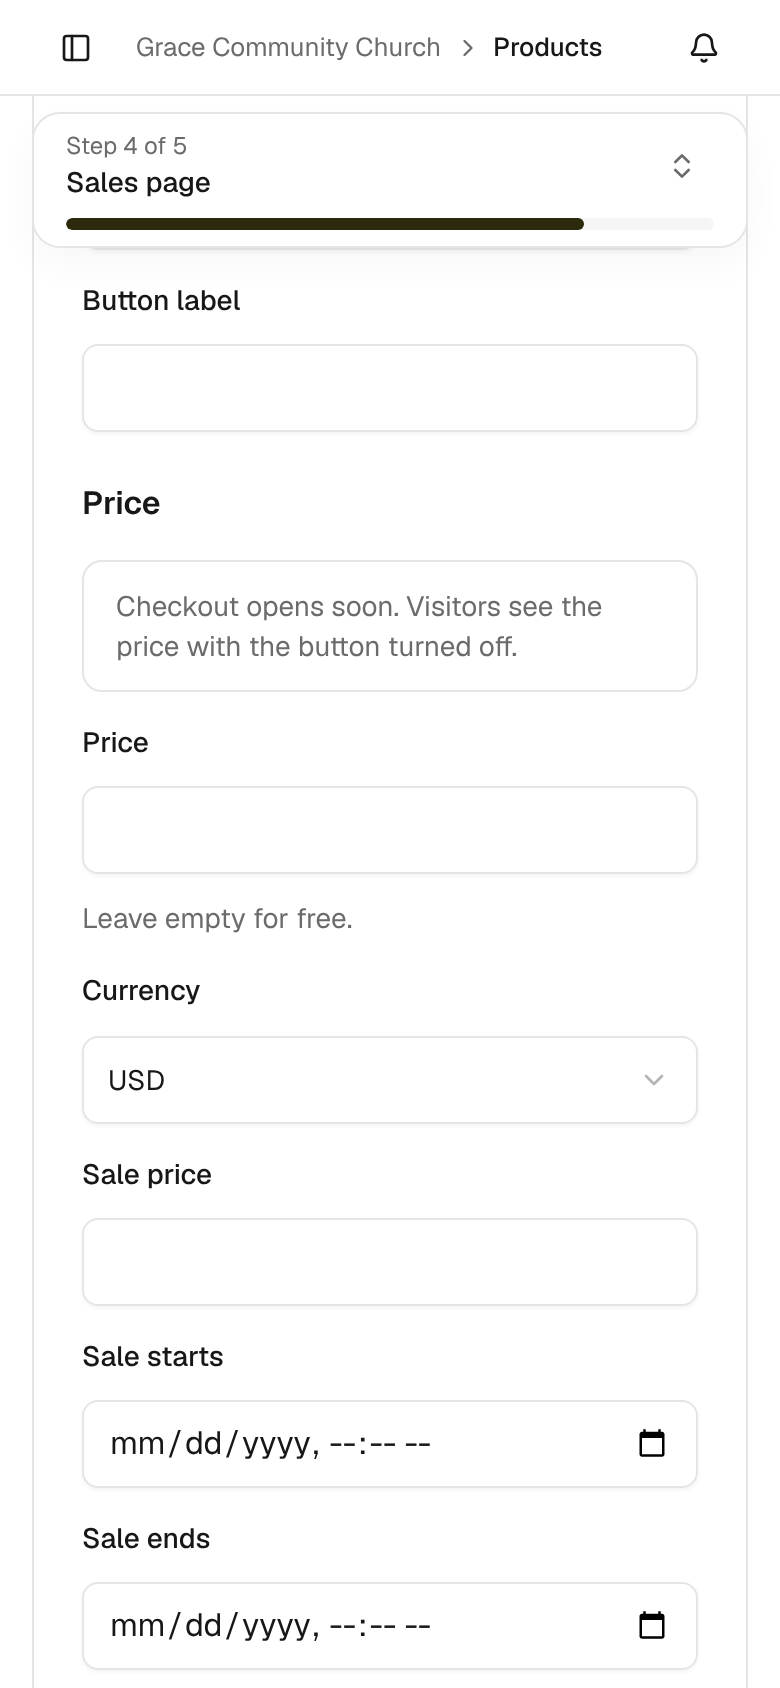 Grace Community Church > Products
Step 4 of 5
Sales page
Button label
Price
Checkout opens soon. Visitors see the
price with the button turned off.
Price
Leave empty for free.
Currency
USD
Sale price
Sale starts
mm/dd/yyyy, --:-- --
Sale ends
mm/dd/yyyy, --:-- --